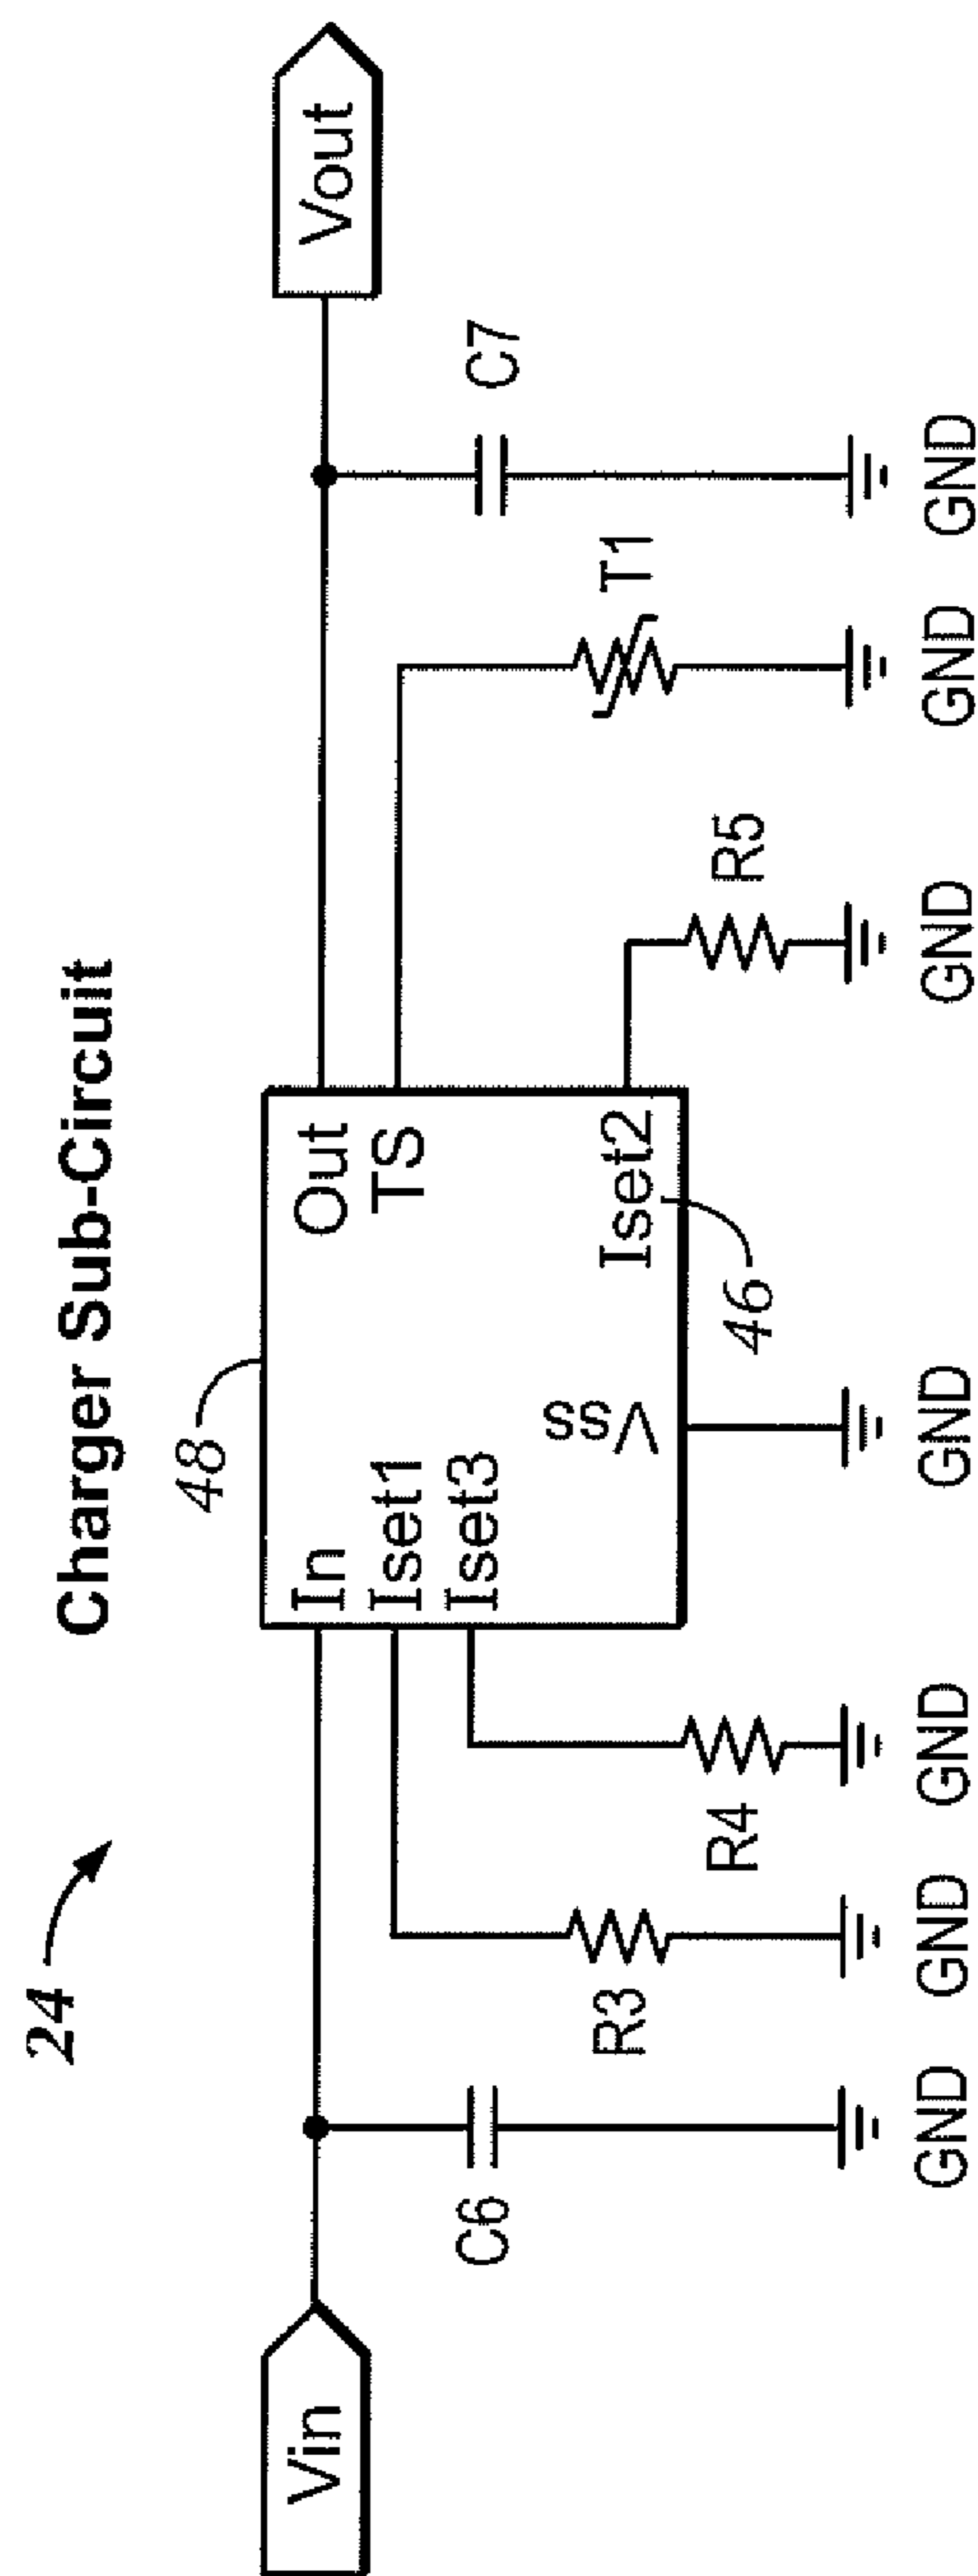 24
Charger Sub-Circuit
48
Vin
In
Out
Vout
Iset1
TS
Iset3
C6
C7
R3
T1
Vss
Iset2
R4
46
R5
GND
GND
GND
GND
GND
GND
GND